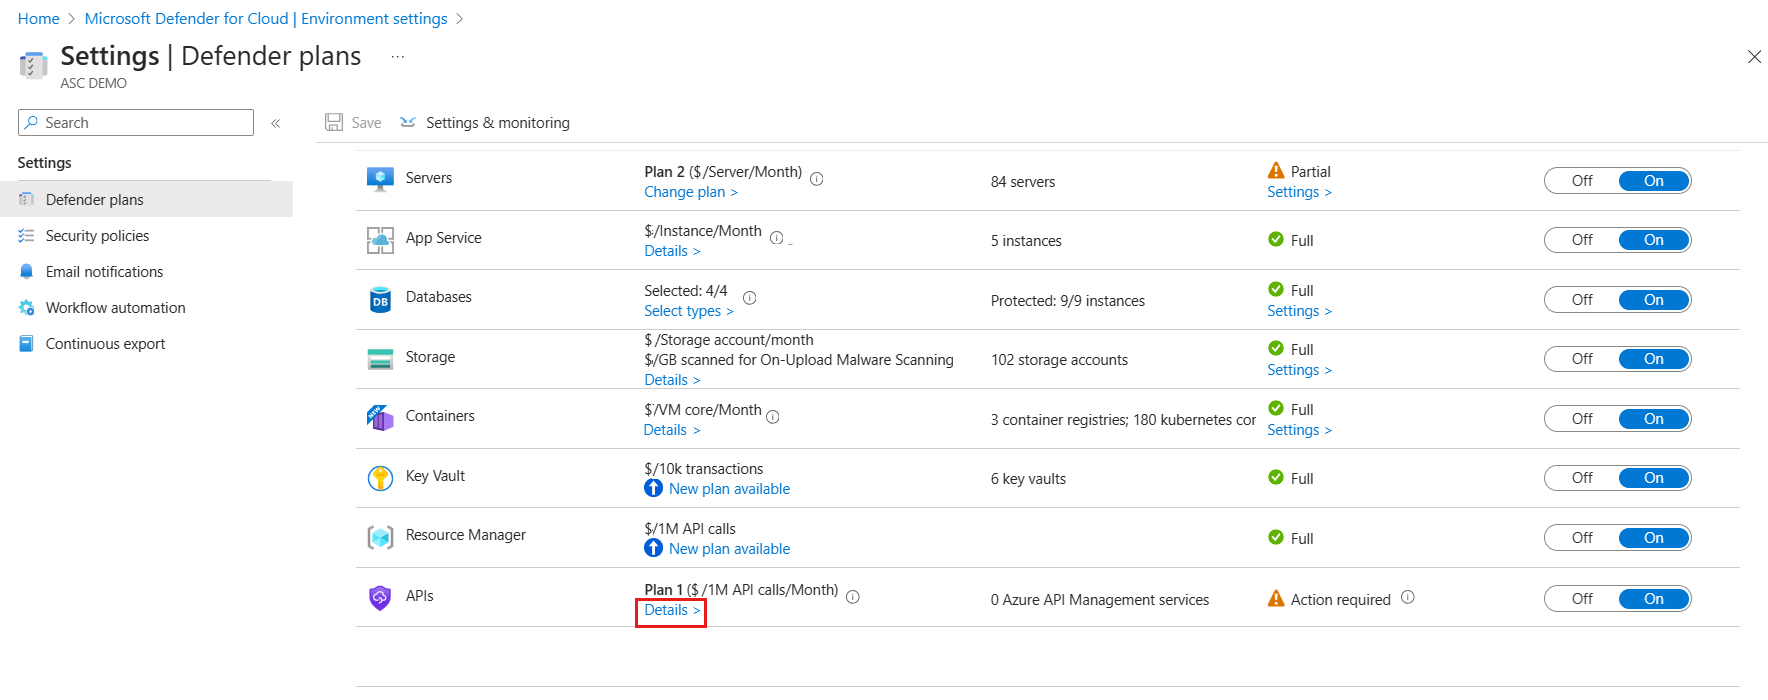 Home > Microsoft Defender for Cloud | Environment settings >
Settings | Defender plans ...
ASC DEMO
Search «
Save Settings & monitoring
Settings
Defender plans
Security policies
Email notifications
Workflow automation
Continuous export
Servers Plan 2 ($/Server/Month) 84 servers Partial Off On
Change plan > Settings >
App Service $/Instance/Month 5 instances Full Off On
Details >
Databases Selected: 4/4 Protected: 9/9 instances Full Off On
Select types > Settings >
$/Storage account/month
Storage $/GB scanned for On-Upload Malware Scanning 102 storage accounts Full Off On
Details > Settings >
NEW Containers $/VM core/Month 3 container registries; 180 kubernetes cor Full Off On
Details > Settings >
Key Vault $/10k transactions 6 key vaults Full Off On
New plan available
Resource Manager $/1M API calls Full Off On
New plan available
APIs Plan 1 ($/1M API calls/Month) 0 Azure API Management services Action required Off On
Details >